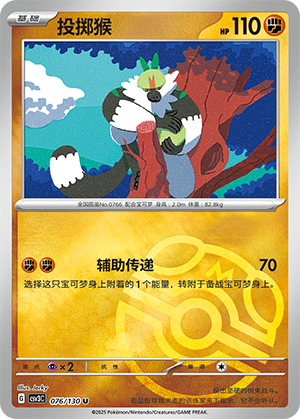 基础
投掷猴
HP 110
全国图鉴No.0766 配合宝可梦 身高：2.0m 体重：82.8kg
辅助传递 70
选择这只宝可梦身上附着的1个能量，转附于备战宝可梦身上。
弱点 ×2 抗性 撤退
Illus. Jerky
G CSV3C 076/130 U
©2025 Pokémon/Nintendo/Creatures/GAME FREAK.